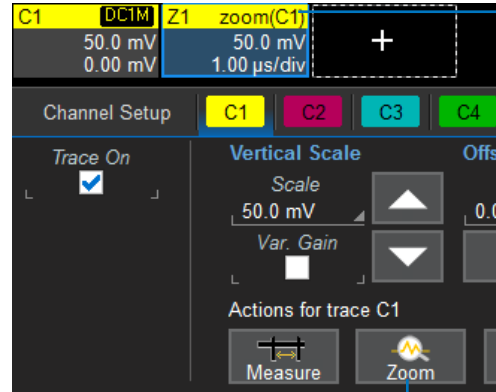 C1 DC1M Z1 zoom(C1)
50.0 mV 50.0 mV
0.00 mV 1.00 µs/div
+
Channel Setup C1 C2 C3 C4
Trace On Vertical Scale Offs
Scale
50.0 mV 0.0
Var. Gain
Actions for trace C1
Measure Zoom